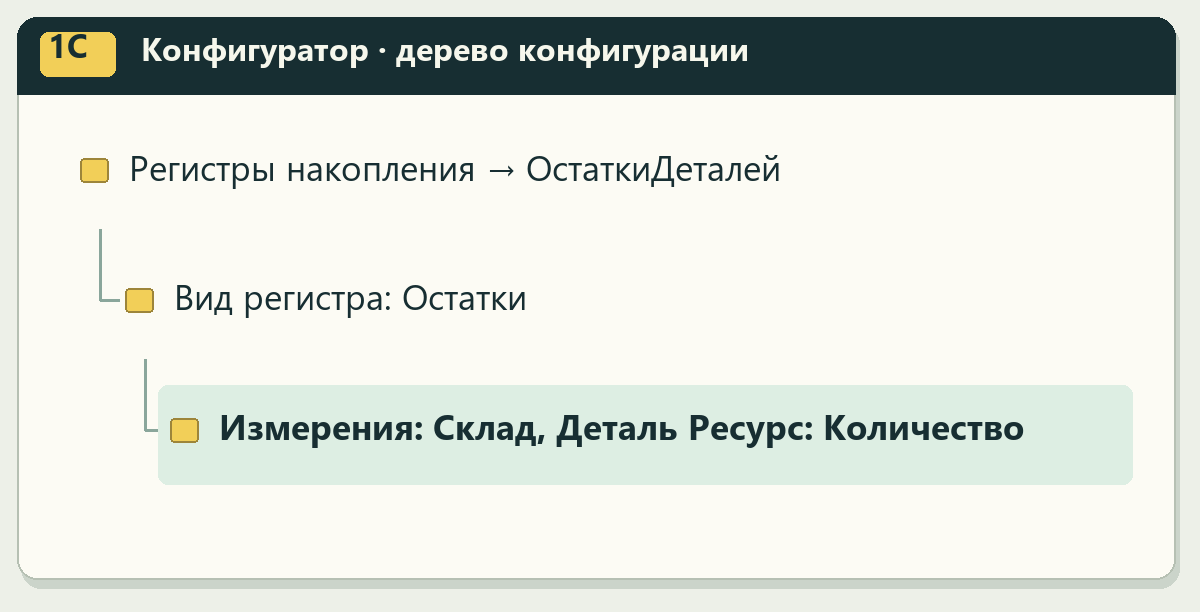 1С
Конфигуратор · дерево конфигурации
Регистры накопления → ОстаткиДеталей
Вид регистра: Остатки
Измерения: Склад, Деталь Ресурс: Количество